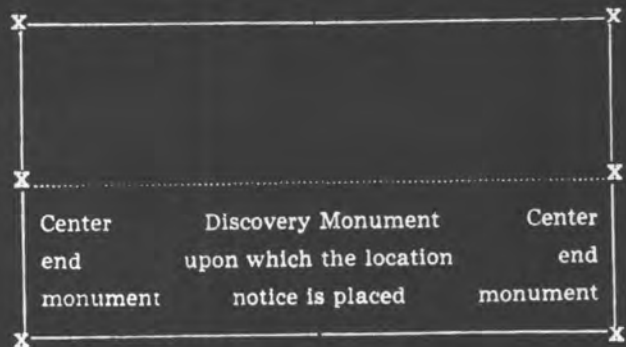 X X
X X
Center Discovery Monument Center
end upon which the location end
monument notice is placed monument
X X